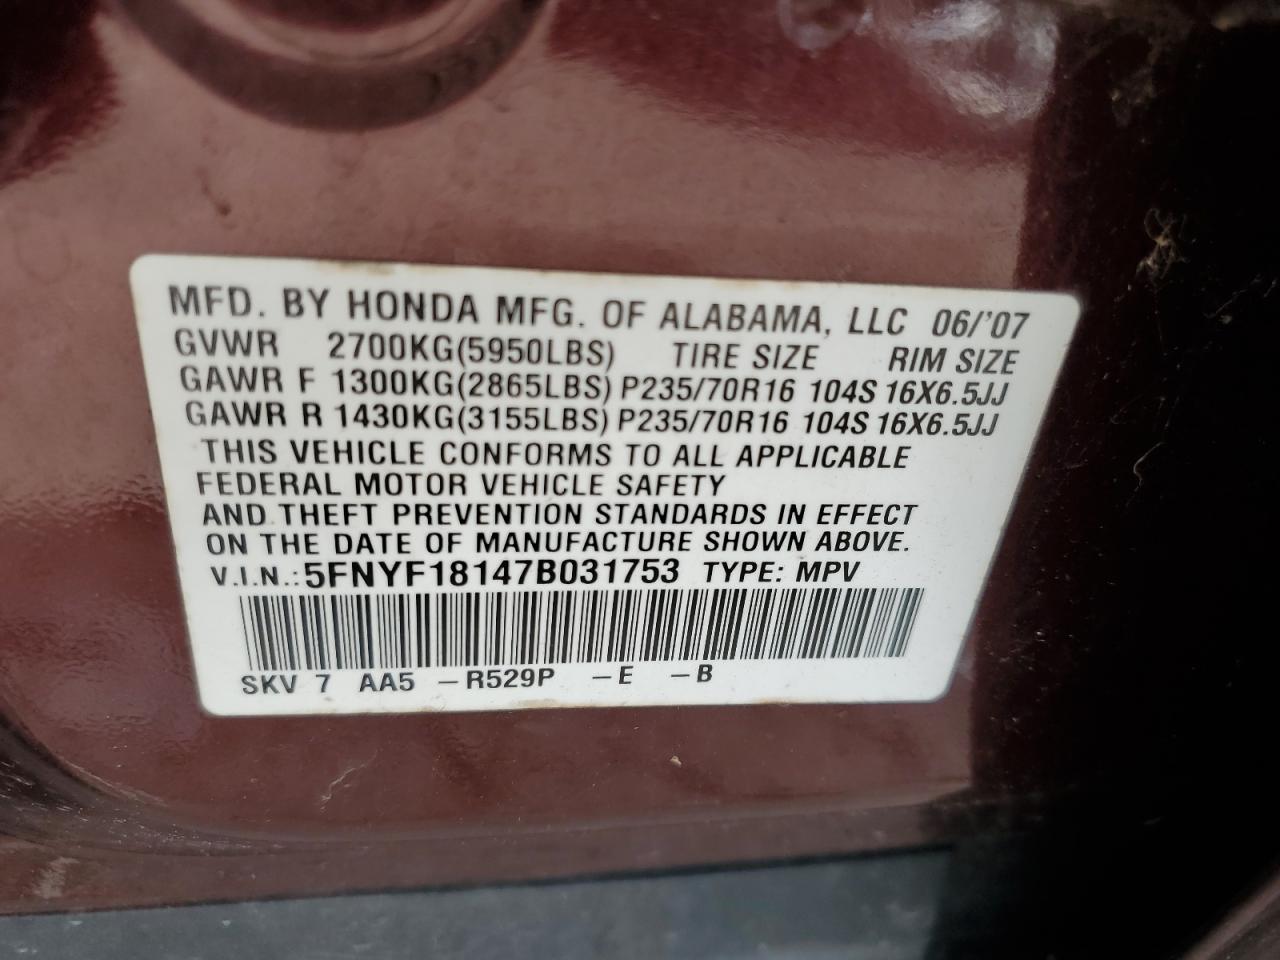 MFD. BY HONDA MFG. OF ALABAMA, LLC 06/'07
GVWR 2700KG(5950LBS) TIRE SIZE RIM SIZE
GAWR F 1300KG(2865LBS) P235/70R16 104S 16X6.5JJ
GAWR R 1430KG(3155LBS) P235/70R16 104S 16X6.5JJ
THIS VEHICLE CONFORMS TO ALL APPLICABLE
FEDERAL MOTOR VEHICLE SAFETY
AND THEFT PREVENTION STANDARDS IN EFFECT
ON THE DATE OF MANUFACTURE SHOWN ABOVE.
V.I.N.: 5FNYF18147B031753 TYPE: MPV
SKV 7 AA5 –R529P –E –B